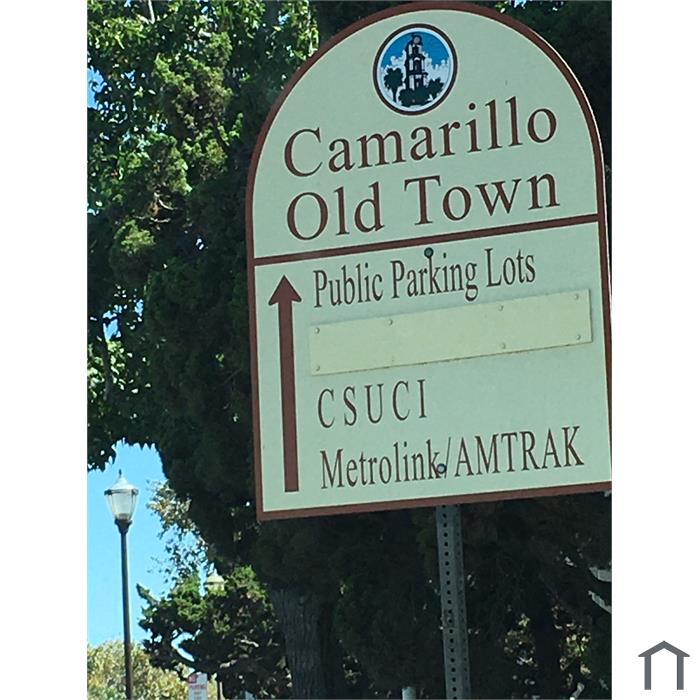 Camarillo
Old Town
Public Parking Lots
CSUCI
Metrolink/AMTRAK